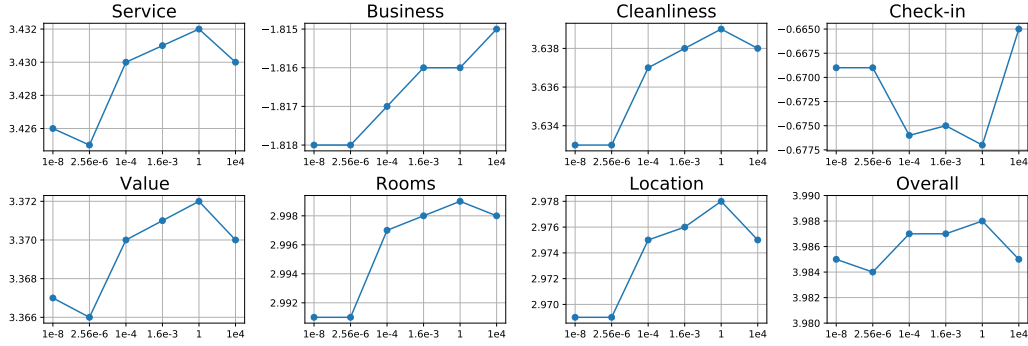 Service
3.432
3.430
3.428
3.426
1e-8 2.56e-6 1e-4 1.6e-3 1 1e4
Business
−1.815
−1.816
−1.817
−1.818
1e-8 2.56e-6 1e-4 1.6e-3 1 1e4
Cleanliness
3.638
3.636
3.634
1e-8 2.56e-6 1e-4 1.6e-3 1 1e4
Check-in
−0.6650
−0.6675
−0.6700
−0.6725
−0.6750
−0.6775
1e-8 2.56e-6 1e-4 1.6e-3 1 1e4
Value
3.372
3.370
3.368
3.366
1e-8 2.56e-6 1e-4 1.6e-3 1 1e4
Rooms
2.998
2.996
2.994
2.992
1e-8 2.56e-6 1e-4 1.6e-3 1 1e4
Location
2.978
2.976
2.974
2.972
2.970
1e-8 2.56e-6 1e-4 1.6e-3 1 1e4
Overall
3.990
3.988
3.986
3.984
3.982
3.980
1e-8 2.56e-6 1e-4 1.6e-3 1 1e4